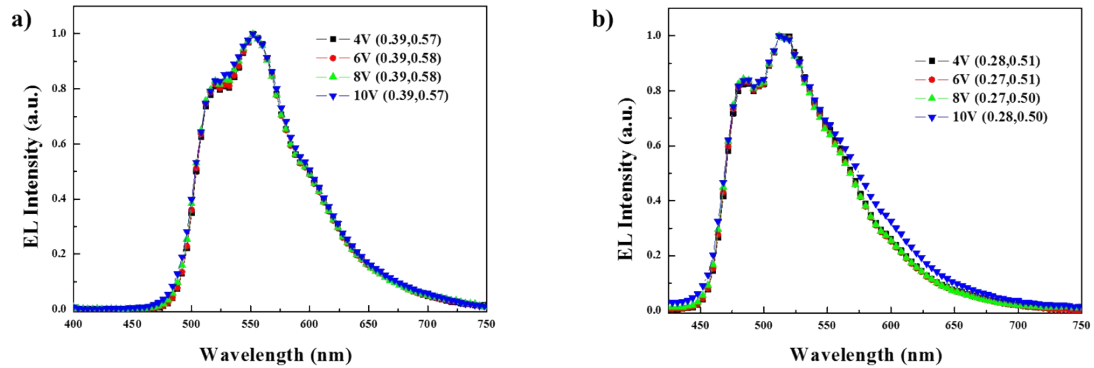 a)
EL Intensity (a.u.)
1.0
0.8
0.6
0.4
0.2
0.0
4V (0.39,0.57)
6V (0.39,0.58)
8V (0.39,0.58)
10V (0.39,0.57)
400 450 500 550 600 650 700 750
Wavelength (nm)
b)
EL Intensity (a.u.)
1.0
0.8
0.6
0.4
0.2
0.0
4V (0.28,0.51)
6V (0.27,0.51)
8V (0.27,0.50)
10V (0.28,0.50)
450 500 550 600 650 700 750
Wavelength (nm)